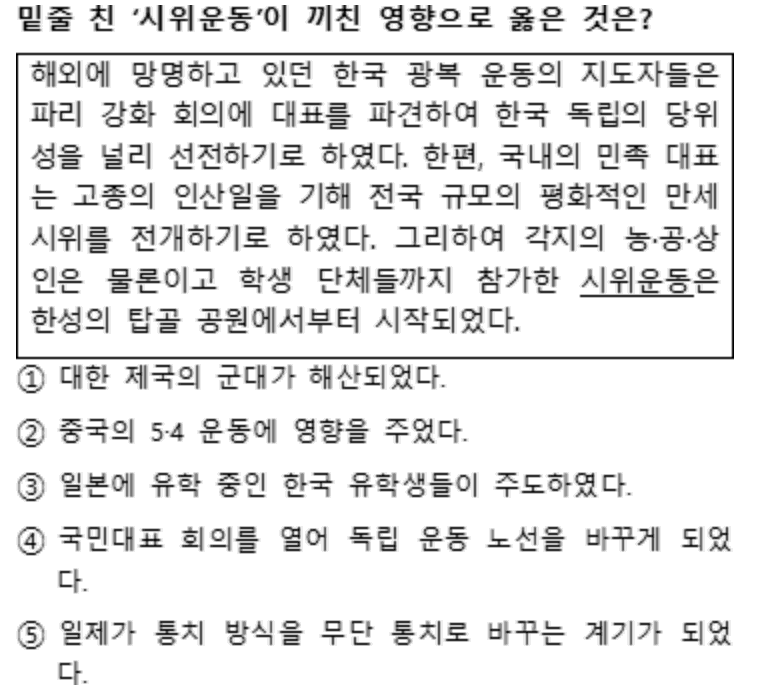 밑줄 친 ‘시위운동’이 끼친 영향으로 옳은 것은?
해외에 망명하고 있던 한국 광복 운동의 지도자들은
파리 강화 회의에 대표를 파견하여 한국 독립의 당위
성을 널리 선전하기로 하였다. 한편, 국내의 민족 대표
는 고종의 인산일을 기해 전국 규모의 평화적인 만세
시위를 전개하기로 하였다. 그리하여 각지의 농·공·상
인은 물론이고 학생 단체들까지 참가한 시위운동은
한성의 탑골 공원에서부터 시작되었다.
① 대한 제국의 군대가 해산되었다.
② 중국의 5·4 운동에 영향을 주었다.
③ 일본에 유학 중인 한국 유학생들이 주도하였다.
④ 국민대표 회의를 열어 독립 운동 노선을 바꾸게 되었
다.
⑤ 일제가 통치 방식을 무단 통치로 바꾸는 계기가 되었
다.